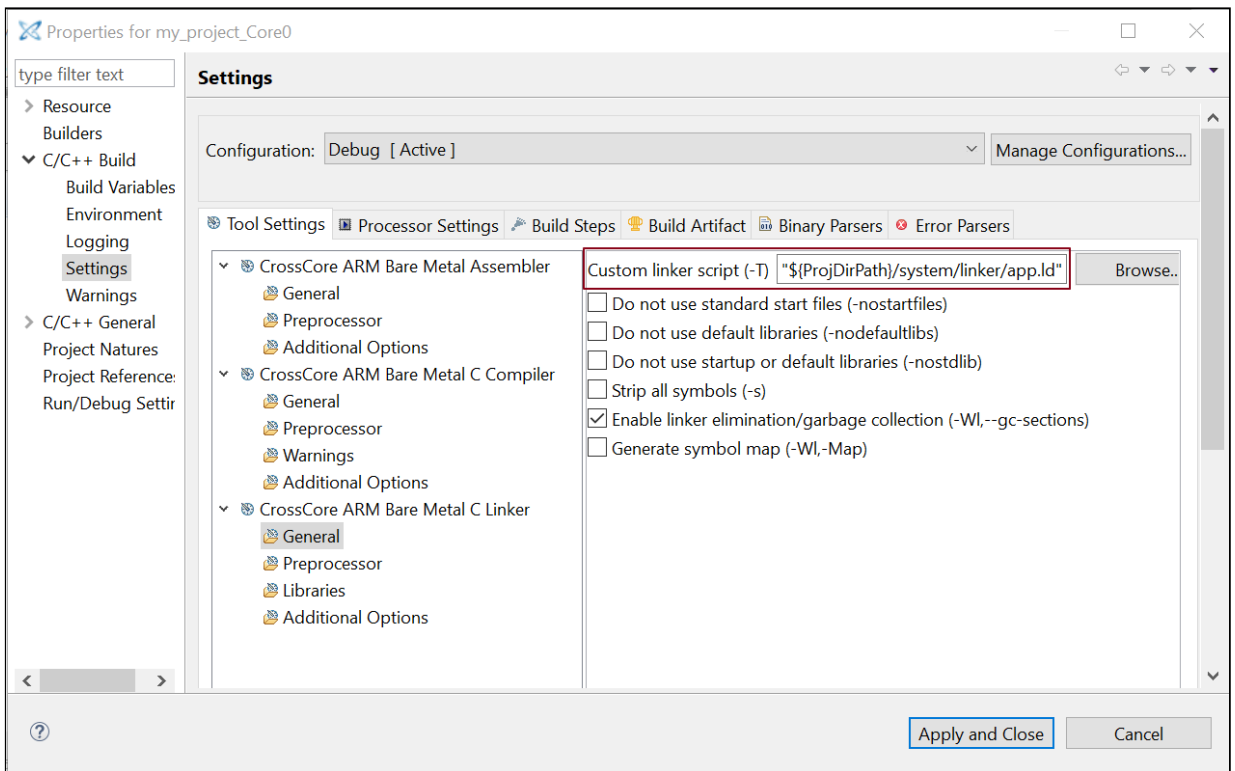 Properties for my_project_Core0
type filter text
Settings
Resource
Builders
C/C++ Build
Build Variables
Environment
Logging
Settings
Warnings
C/C++ General
Project Natures
Project Reference:
Run/Debug Settir
Configuration: Debug [ Active ] Manage Configurations...
Tool Settings Processor Settings Build Steps Build Artifact Binary Parsers Error Parsers
CrossCore ARM Bare Metal Assembler
General
Preprocessor
Additional Options
CrossCore ARM Bare Metal C Compiler
General
Preprocessor
Warnings
Additional Options
CrossCore ARM Bare Metal C Linker
General
Preprocessor
Libraries
Additional Options
Custom linker script (-T) "${ProjDirPath}/system/linker/app.ld" Browse..
Do not use standard start files (-nostartfiles)
Do not use default libraries (-nodefaultlibs)
Do not use startup or default libraries (-nostdlib)
Strip all symbols (-s)
Enable linker elimination/garbage collection (-Wl,--gc-sections)
Generate symbol map (-Wl,-Map)
Apply and Close Cancel